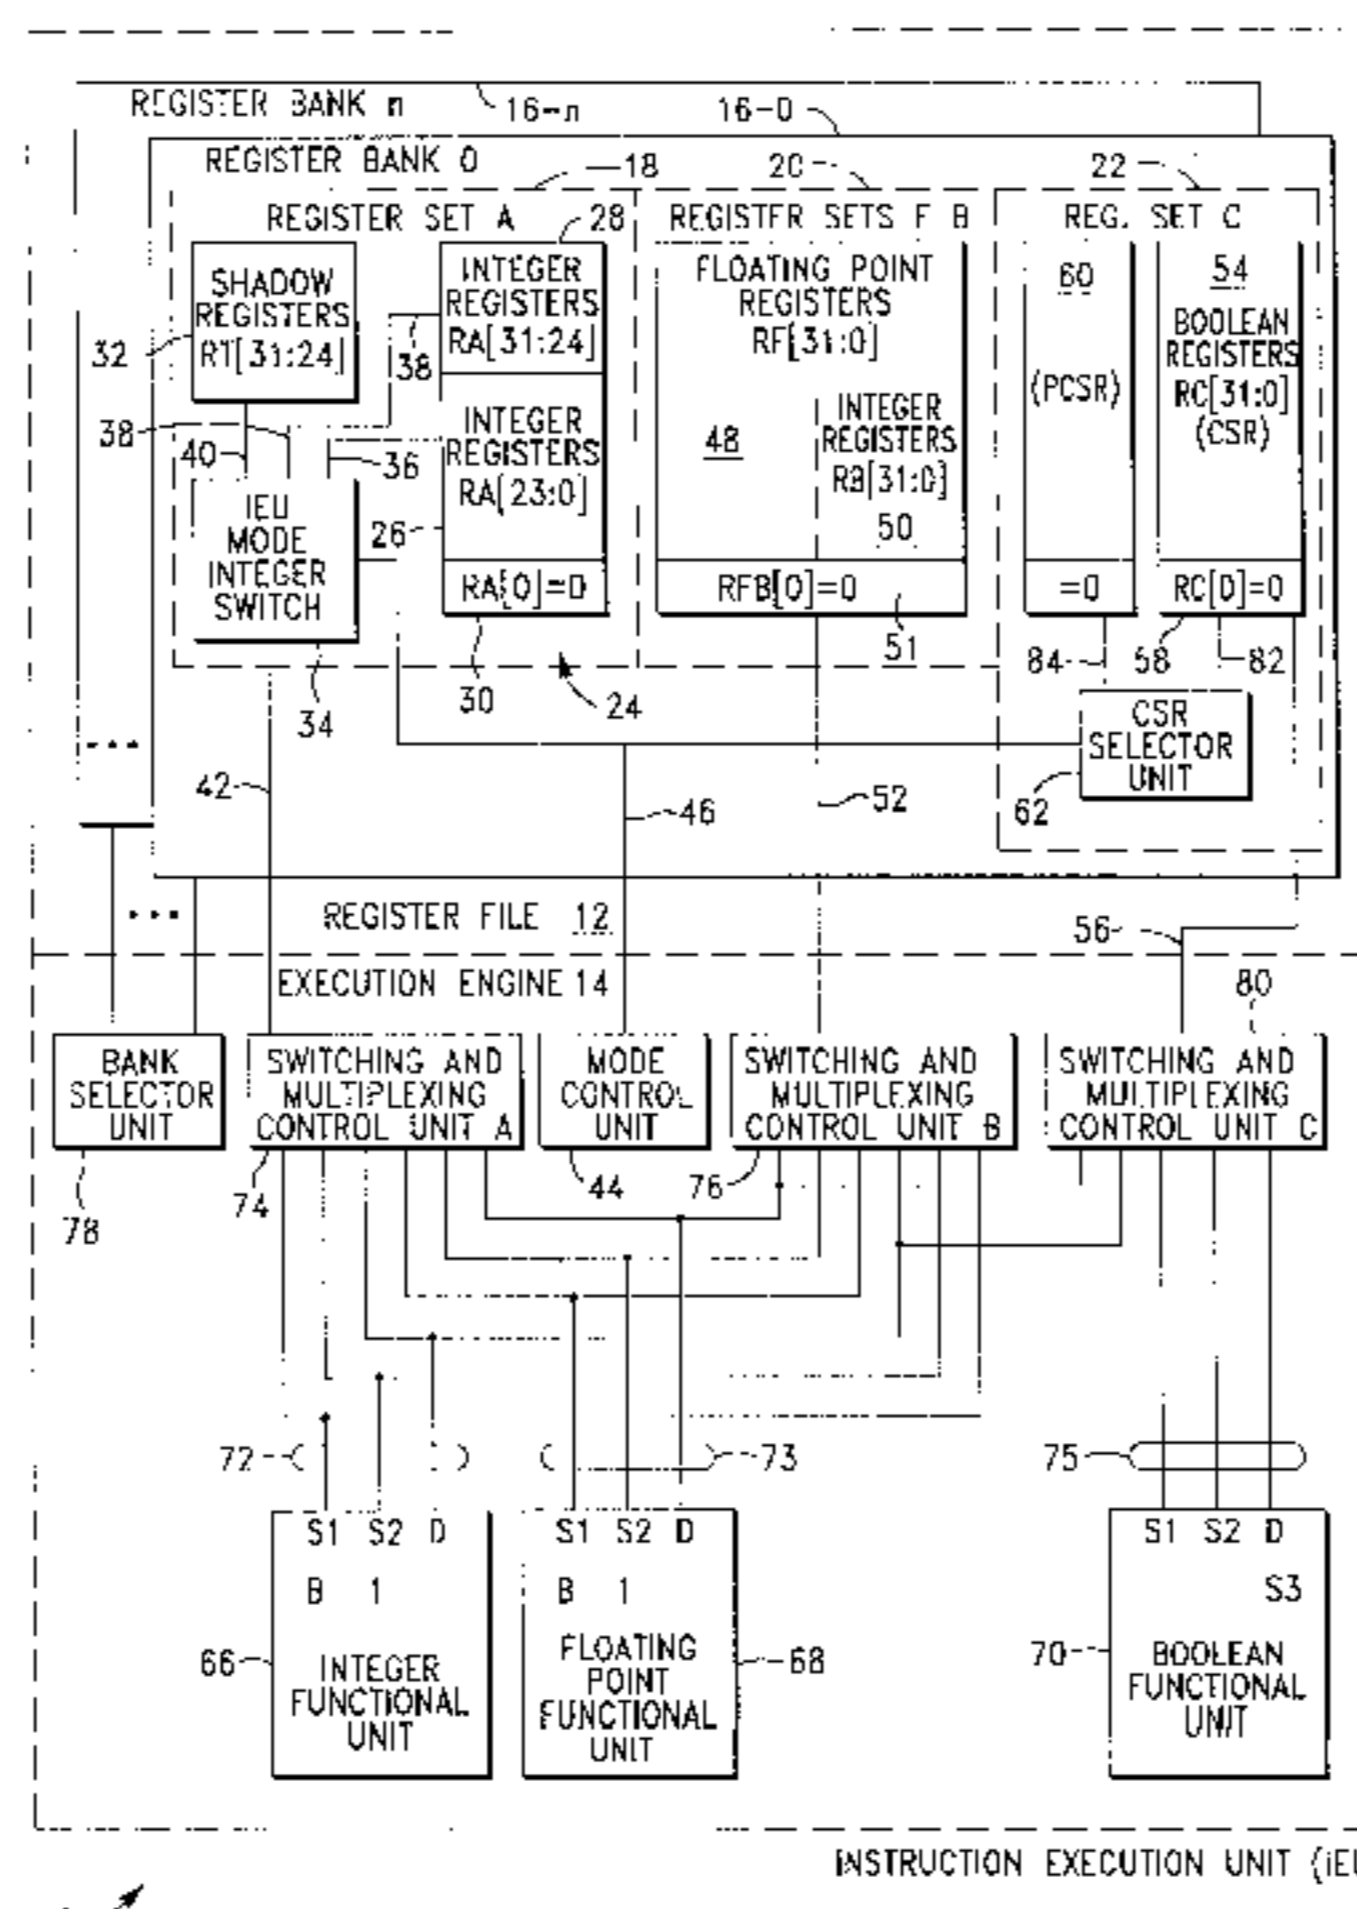 REGISTER BANK n
16-n
16-0
REGISTER BANK 0
18
20
22
REGISTER SET A
28
REGISTER SETS F B
REG. SET C
SHADOW
REGISTERS
RT[31:24]
32
INTEGER
REGISTERS
RA[31:24]
38
38
40
36
INTEGER
REGISTERS
RA[23:0]
26
IEU
MODE
INTEGER
SWITCH
RA[0]=0
30
34
24
FLOATING POINT
REGISTERS
RF[31:0]
48
INTEGER
REGISTERS
RB[31:0]
50
RFB[0]=0
51
60
(PCSR)
=0
54
BOOLEAN
REGISTERS
RC[31:0]
(CSR)
RC[0]=0
84
58
82
CSR
SELECTOR
UNIT
62
42
46
52
REGISTER FILE 12
56
EXECUTION ENGINE 14
80
BANK
SELECTOR
UNIT
78
SWITCHING AND
MULTIPLEXING
CONTROL UNIT A
74
MODE
CONTROL
UNIT
44
SWITCHING AND
MULTIPLEXING
CONTROL UNIT B
76
SWITCHING AND
MULTIPLEXING
CONTROL UNIT C
72
73
75
S1 S2 D
B 1
66
INTEGER
FUNCTIONAL
UNIT
S1 S2 D
B 1
FLOATING
POINT
FUNCTIONAL
UNIT
68
S1 S2 D
S3
70
BOOLEAN
FUNCTIONAL
UNIT
INSTRUCTION EXECUTION UNIT (IEU